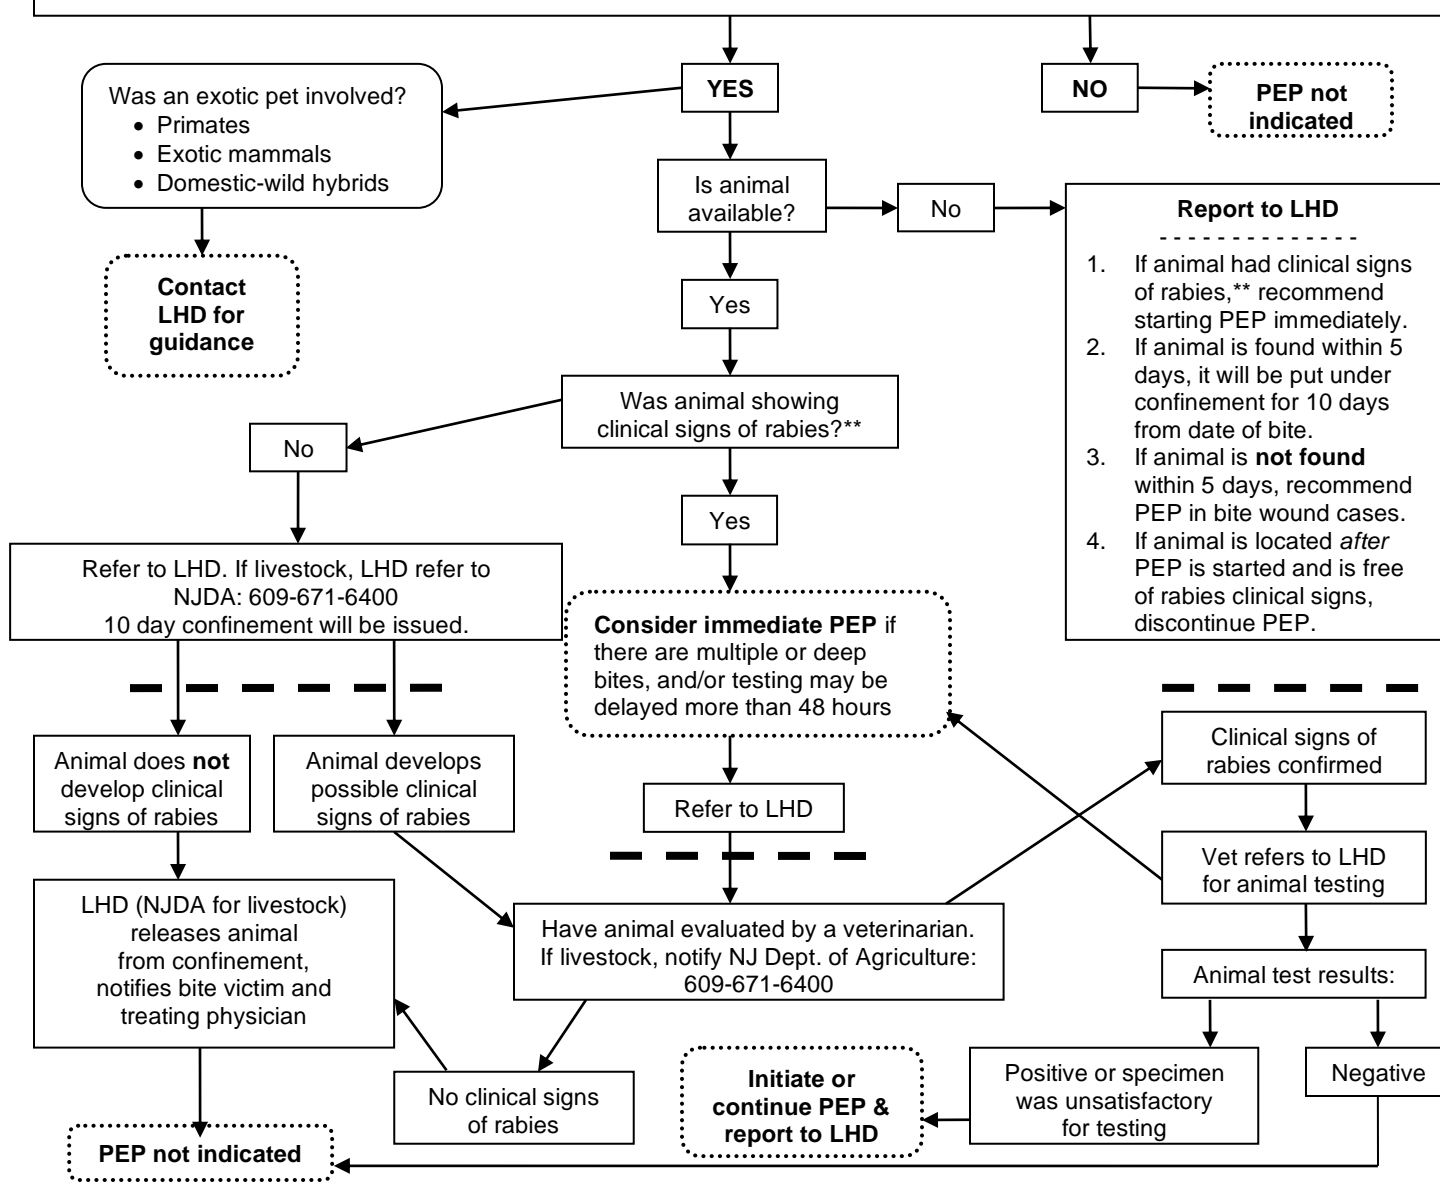 YES
NO
PEP not
indicated
Was an exotic pet involved?
• Primates
• Exotic mammals
• Domestic-wild hybrids
Contact
LHD for
guidance
Is animal
available?
No
Report to LHD
- - - - - - - - - - - - - -
1. If animal had clinical signs
of rabies,** recommend
starting PEP immediately.
2. If animal is found within 5
days, it will be put under
confinement for 10 days
from date of bite.
3. If animal is not found
within 5 days, recommend
PEP in bite wound cases.
4. If animal is located after
PEP is started and is free
of rabies clinical signs,
discontinue PEP.
Yes
Was animal showing
clinical signs of rabies?**
No
Yes
Refer to LHD. If livestock, LHD refer to
NJDA: 609-671-6400
10 day confinement will be issued.
Consider immediate PEP if
there are multiple or deep
bites, and/or testing may be
delayed more than 48 hours
Animal does not
develop clinical
signs of rabies
Animal develops
possible clinical
signs of rabies
Refer to LHD
Clinical signs of
rabies confirmed
Vet refers to LHD
for animal testing
LHD (NJDA for livestock)
releases animal
from confinement,
notifies bite victim and
treating physician
Have animal evaluated by a veterinarian.
If livestock, notify NJ Dept. of Agriculture:
609-671-6400
Animal test results:
No clinical signs
of rabies
Initiate or
continue PEP &
report to LHD
Positive or specimen
was unsatisfactory
for testing
Negative
PEP not indicated